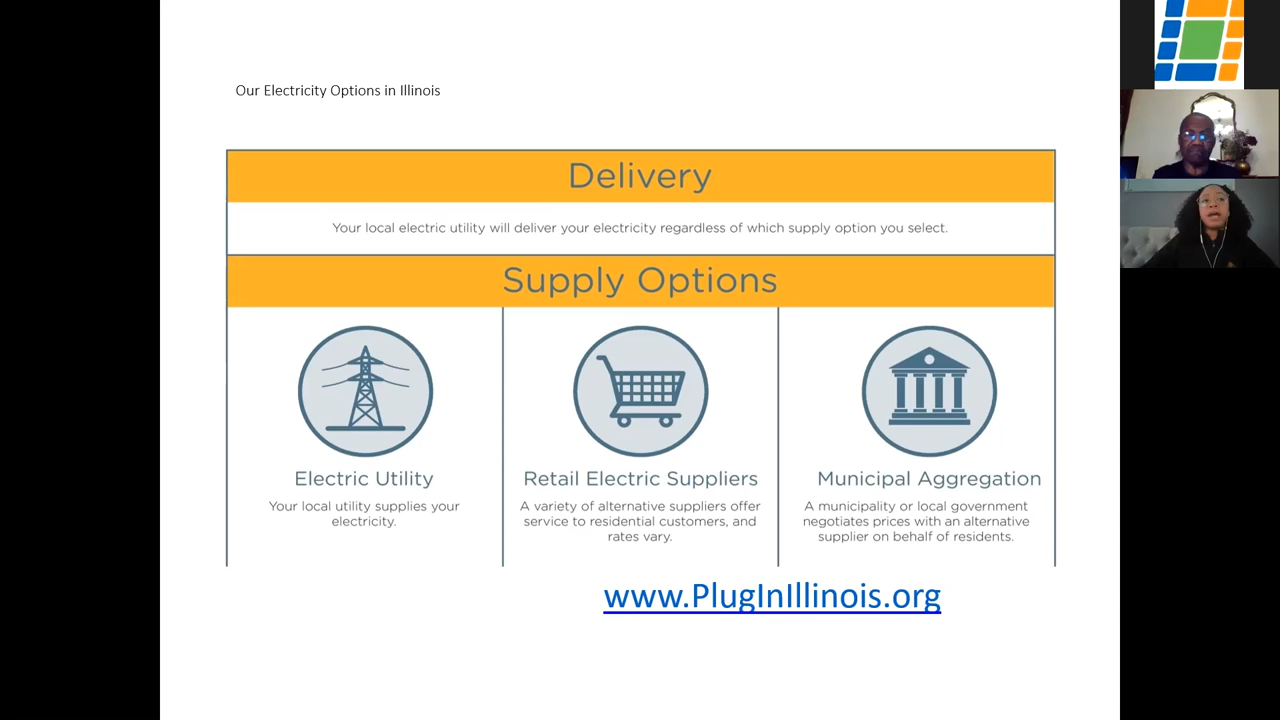 Our Electricity Options in Illinois
Delivery
Your local electric utility will deliver your electricity regardless of which supply option you select.
Supply Options
Electric Utility
Your local utility supplies your
electricity.
Retail Electric Suppliers
A variety of alternative suppliers offer
service to residential customers, and
rates vary.
Municipal Aggregation
A municipality or local government
negotiates prices with an alternative
supplier on behalf of residents.
www.PlugInIllinois.org